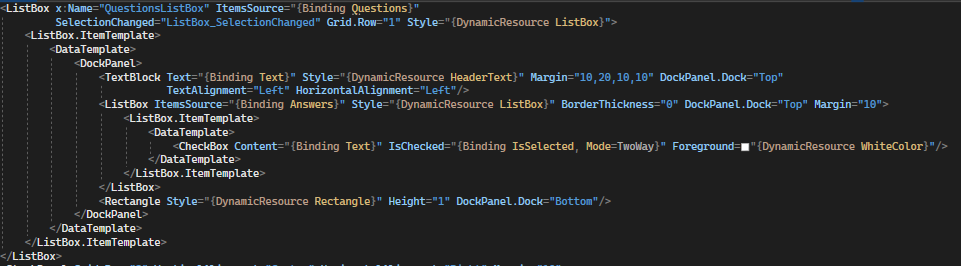 <ListBox x:Name="QuestionsListBox" ItemsSource="{Binding Questions}"
SelectionChanged="ListBox_SelectionChanged" Grid.Row="1" Style="{DynamicResource ListBox}">
<ListBox.ItemTemplate>
<DataTemplate>
<DockPanel>
<TextBlock Text="{Binding Text}" Style="{DynamicResource HeaderText}" Margin="10,20,10,10" DockPanel.Dock="Top"
TextAlignment="Left" HorizontalAlignment="Left"/>
<ListBox ItemsSource="{Binding Answers}" Style="{DynamicResource ListBox}" BorderThickness="0" DockPanel.Dock="Top" Margin="10">
<ListBox.ItemTemplate>
<DataTemplate>
<CheckBox Content="{Binding Text}" IsChecked="{Binding IsSelected, Mode=TwoWay}" Foreground="{DynamicResource WhiteColor}"/>
</DataTemplate>
</ListBox.ItemTemplate>
</ListBox>
<Rectangle Style="{DynamicResource Rectangle}" Height="1" DockPanel.Dock="Bottom"/>
</DockPanel>
</DataTemplate>
</ListBox.ItemTemplate>
</ListBox>